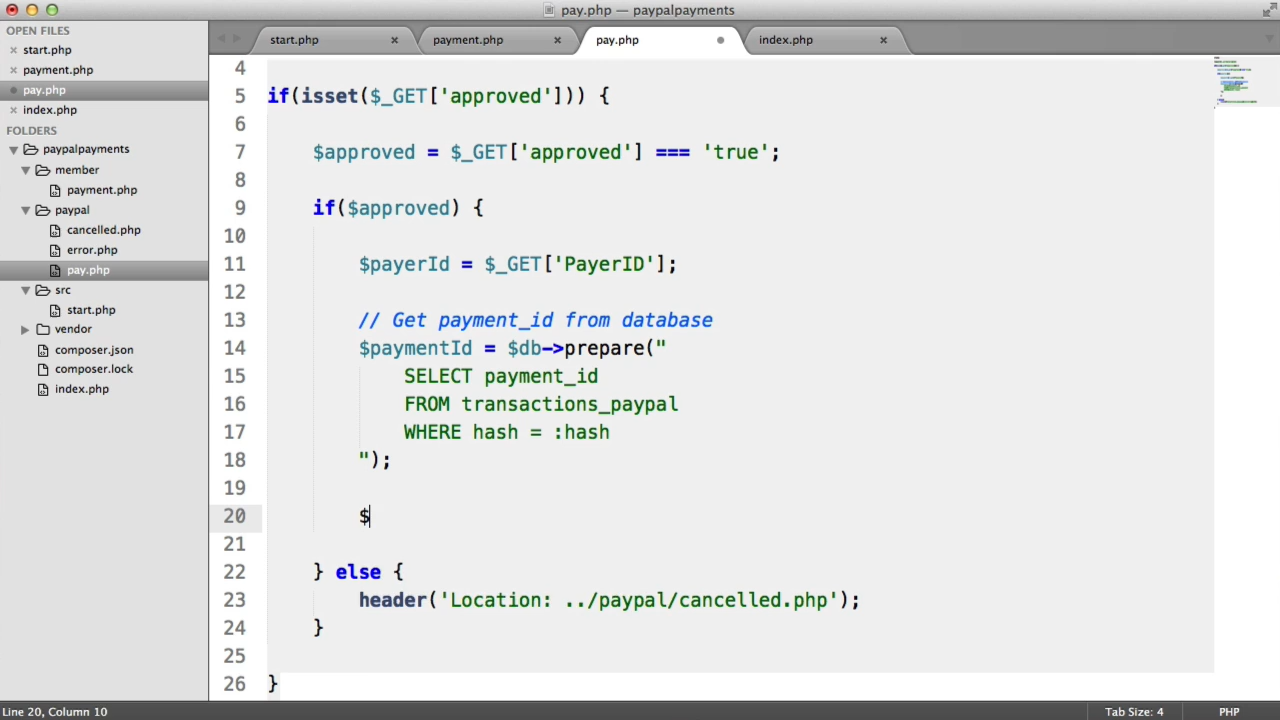 pay.php — paypalpayments
OPEN FILES
start.php
payment.php
pay.php
index.php
FOLDERS
paypalpayments
member
payment.php
paypal
cancelled.php
error.php
pay.php
src
start.php
vendor
composer.json
composer.lock
index.php
start.php
payment.php
pay.php
index.php
4
5 if(isset($_GET['approved'])) {
6
7 $approved = $_GET['approved'] === 'true';
8
9 if($approved) {
10
11 $payerId = $_GET['PayerID'];
12
13 // Get payment_id from database
14 $paymentId = $db->prepare("
15 SELECT payment_id
16 FROM transactions_paypal
17 WHERE hash = :hash
18 ");
19
20 $
21
22 } else {
23 header('Location: ../paypal/cancelled.php');
24 }
25
26 }
Line 20, Column 10
Tab Size: 4
PHP